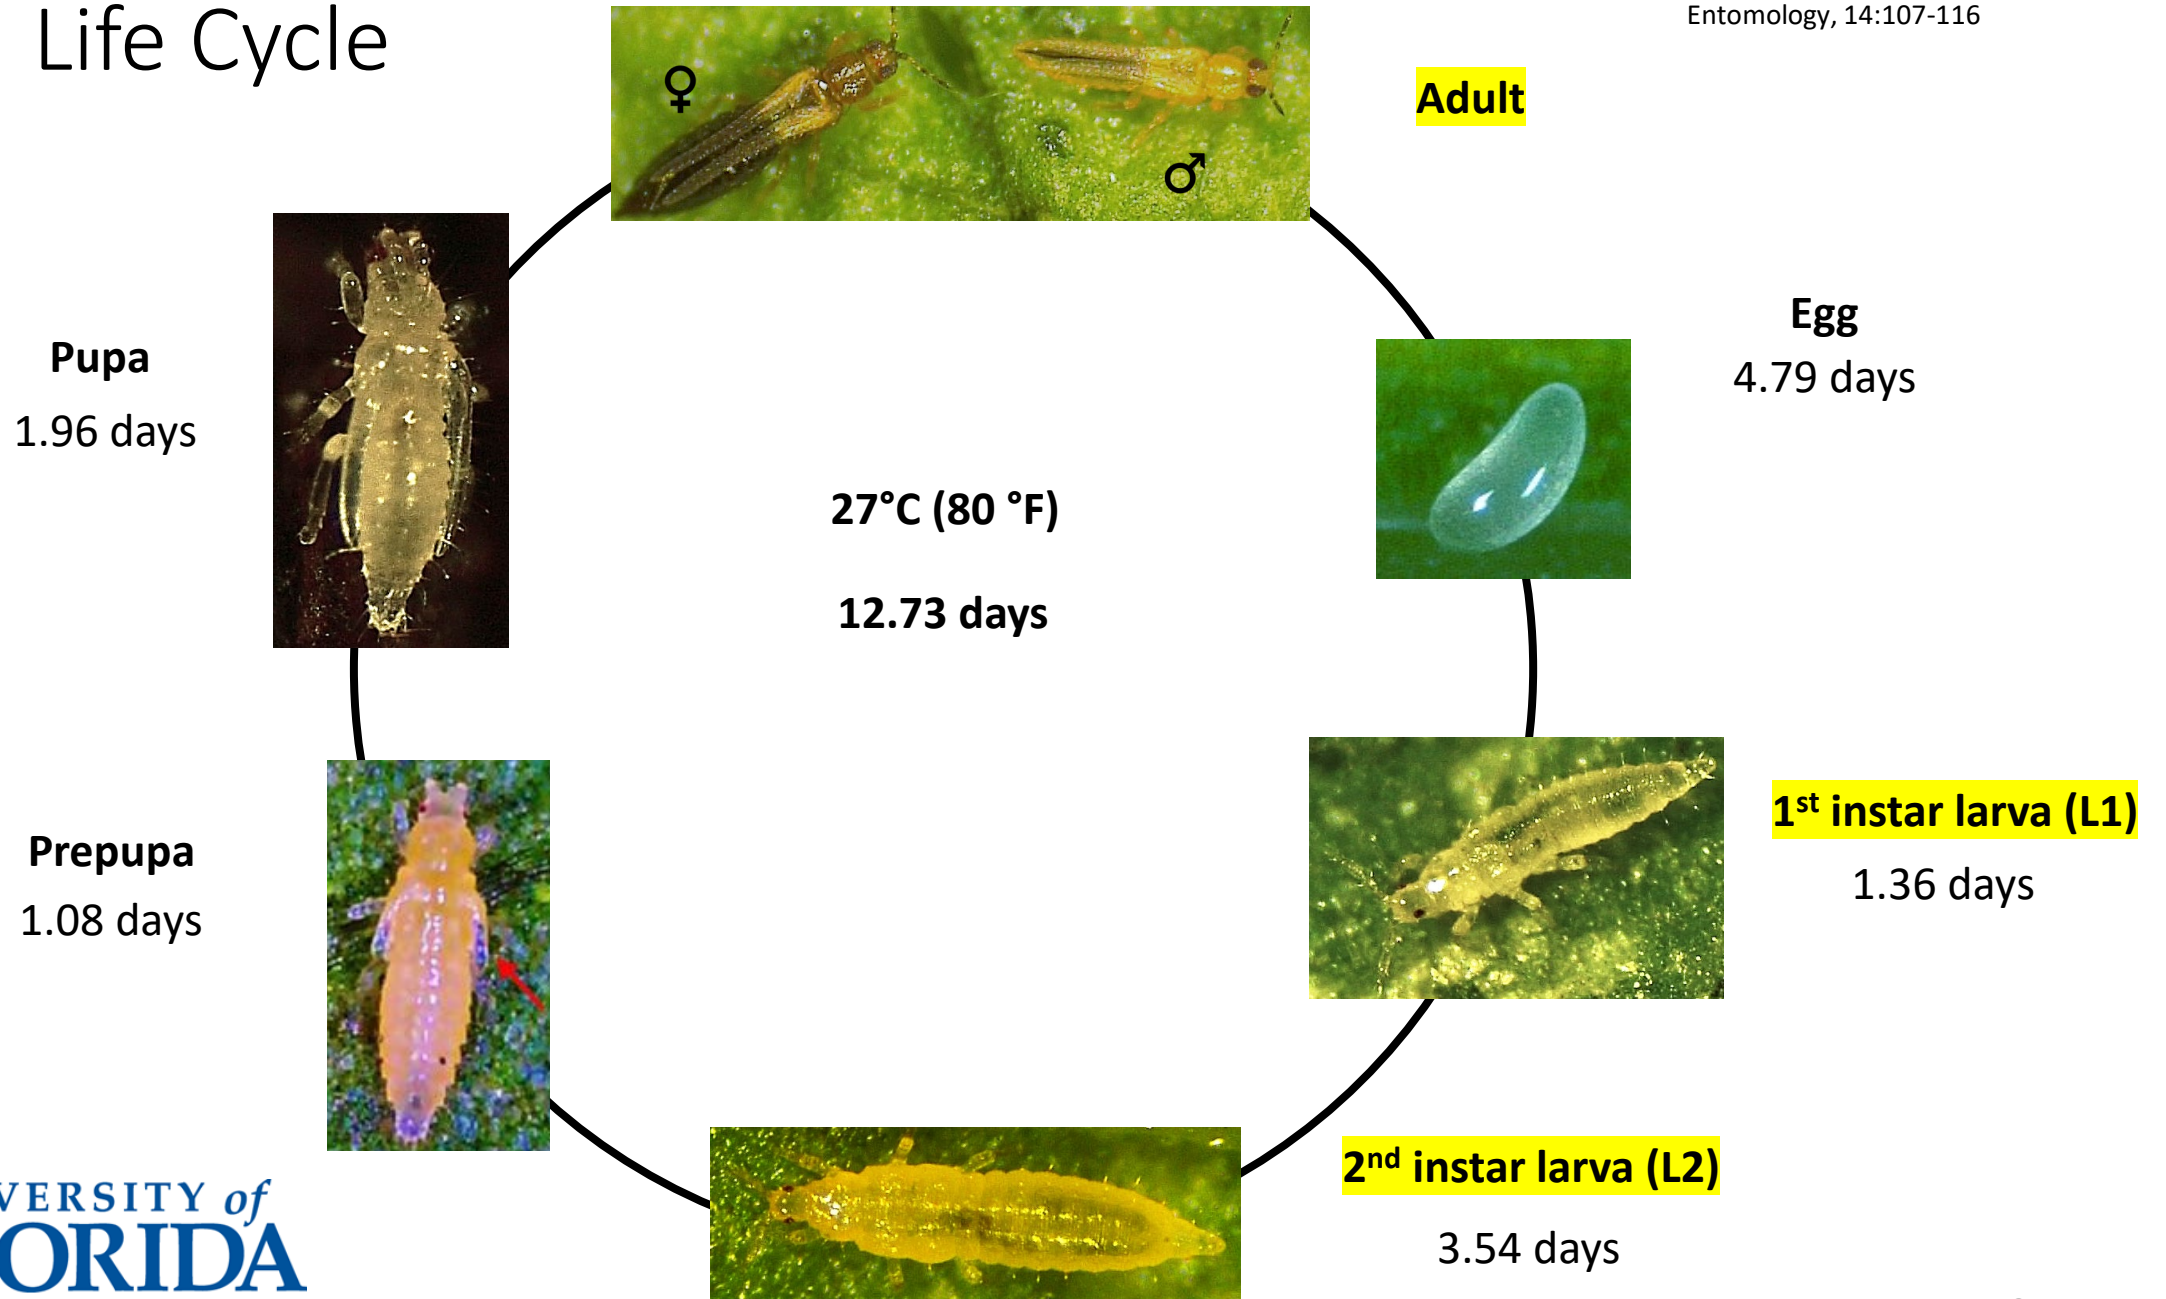 Life Cycle
Entomology, 14:107-116
♀
♂
Adult
Egg
4.79 days
Pupa
1.96 days
27°C (80 °F)
12.73 days
1st instar larva (L1)
1.36 days
Prepupa
1.08 days
2nd instar larva (L2)
3.54 days
VERSITY of
ORIDA